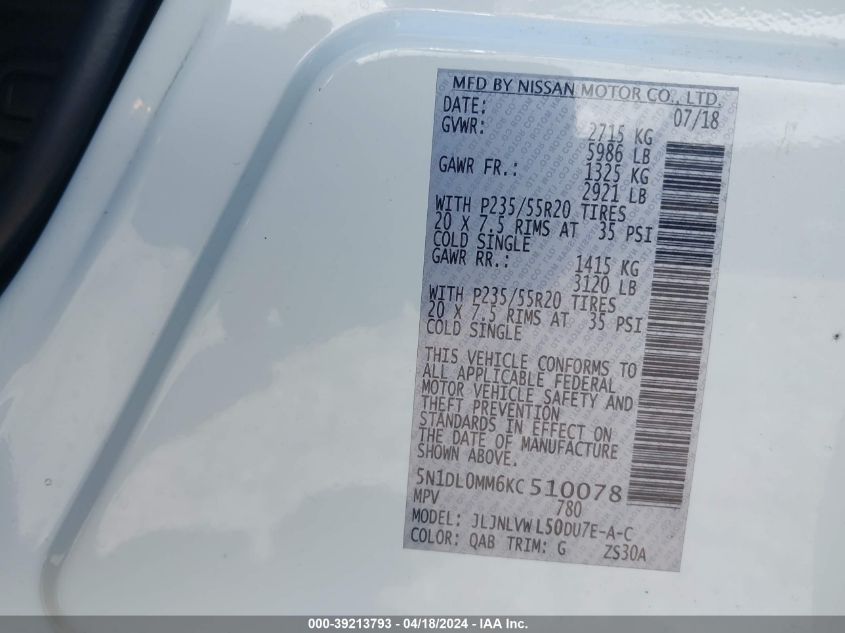 MFD BY NISSAN MOTOR CO., LTD.
DATE: 07/18
GVWR: 2715 KG
5986 LB
GAWR FR.: 1325 KG
2921 LB
WITH P235/55R20 TIRES
20 X 7.5 RIMS AT 35 PSI
COLD SINGLE
GAWR RR.: 1415 KG
3120 LB
WITH P235/55R20 TIRES
20 X 7.5 RIMS AT 35 PSI
COLD SINGLE
THIS VEHICLE CONFORMS TO
ALL APPLICABLE FEDERAL
MOTOR VEHICLE SAFETY AND
THEFT PREVENTION
STANDARDS IN EFFECT ON
THE DATE OF MANUFACTURE
SHOWN ABOVE.
5N1DL0MM6KC 510078
MPV 780
MODEL: JLJNLVWL50DU7E-A-C
COLOR: QAB TRIM: G ZS30A
000-39213793 - 04/18/2024 - IAA Inc.